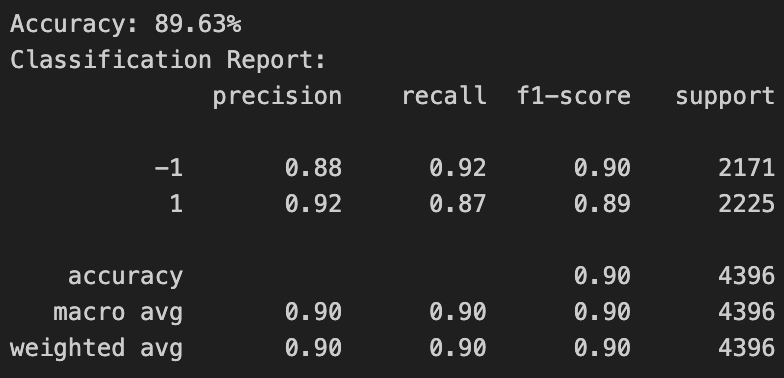 Accuracy: 89.63%
Classification Report:
precision recall f1-score support
-1 0.88 0.92 0.90 2171
1 0.92 0.87 0.89 2225
accuracy 0.90 4396
macro avg 0.90 0.90 0.90 4396
weighted avg 0.90 0.90 0.90 4396